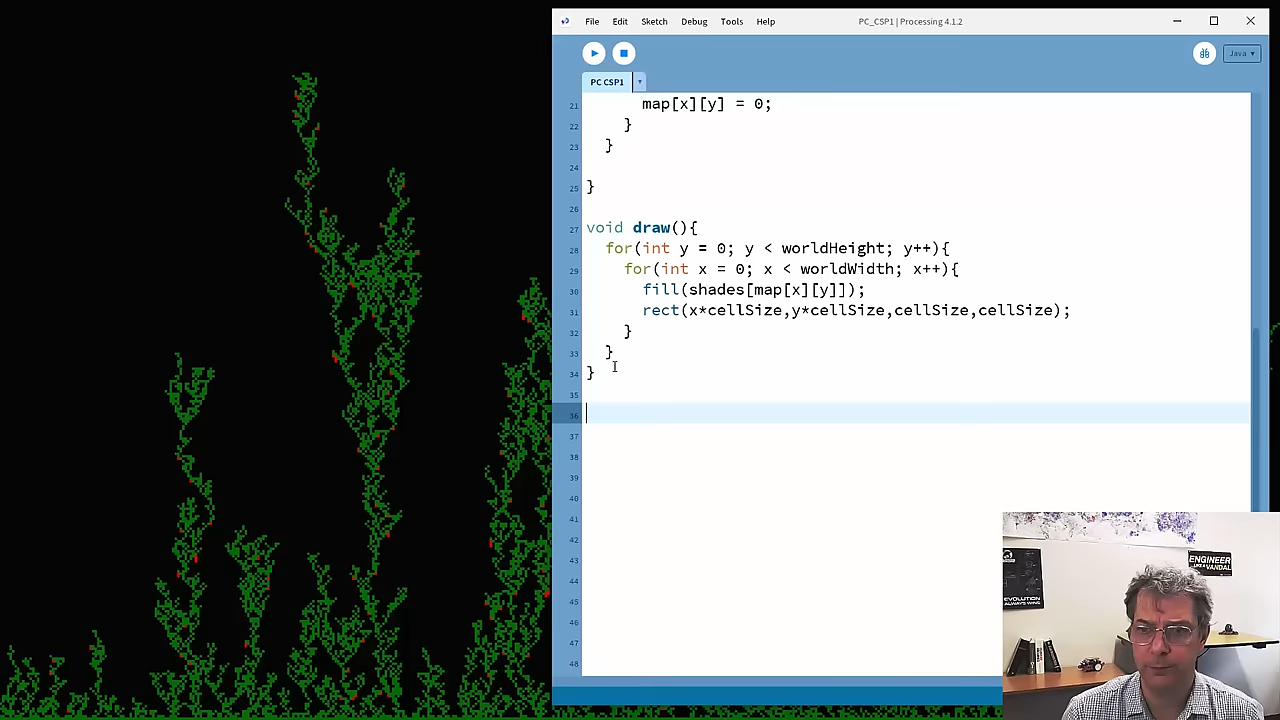 File Edit Sketch Debug Tools Help PC_CSP1 | Processing 4.1.2
Java
PC CSP1
21 map[x][y] = 0;
22 }
23 }
24
25 }
26
27 void draw(){
28 for(int y = 0; y < worldHeight; y++){
29 for(int x = 0; x < worldWidth; x++){
30 fill(shades[map[x][y]]);
31 rect(x*cellSize,y*cellSize,cellSize,cellSize);
32 }
33 }
34 }
35
36
37
38
39
40
41
42
43
44
45
46
47
48
ENGINEER
LIKE A
VANDAL
EVOLUTION
ALWAYS WINS